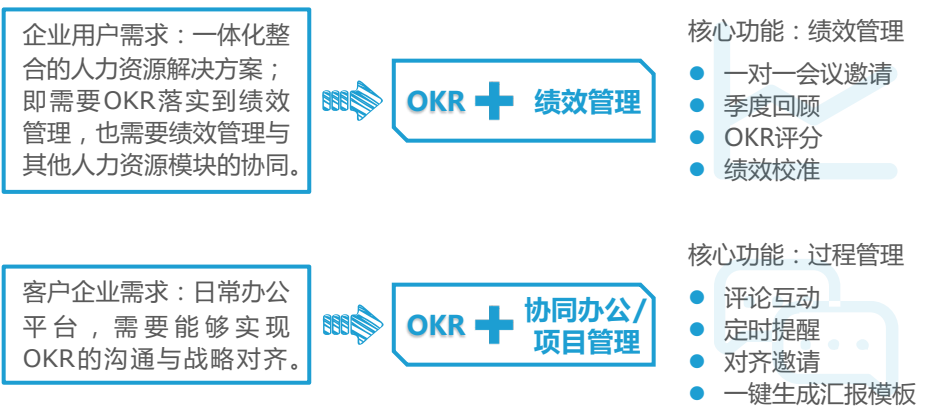 企业用户需求：一体化整
合的人力资源解决方案；
即需要OKR落实到绩效
管理，也需要绩效管理与
其他人力资源模块的协同。
OKR + 绩效管理
核心功能：绩效管理
● 一对一会议邀请
● 季度回顾
● OKR评分
● 绩效校准
客户企业需求：日常办公
平台，需要能够实现
OKR的沟通与战略对齐。
OKR + 协同办公/
项目管理
核心功能：过程管理
● 评论互动
● 定时提醒
● 对齐邀请
● 一键生成汇报模板